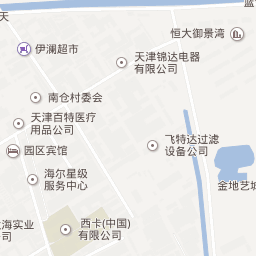 蓝
恒大御景湾
伊澜超市
天津锦达电器
有限公司
南仓村委会
天津百特医疗
用品公司
飞特达过滤
设备公司
园区宾馆
海尔星级
服务中心
金地艺城
海实业
司
西卡(中国)
有限公司